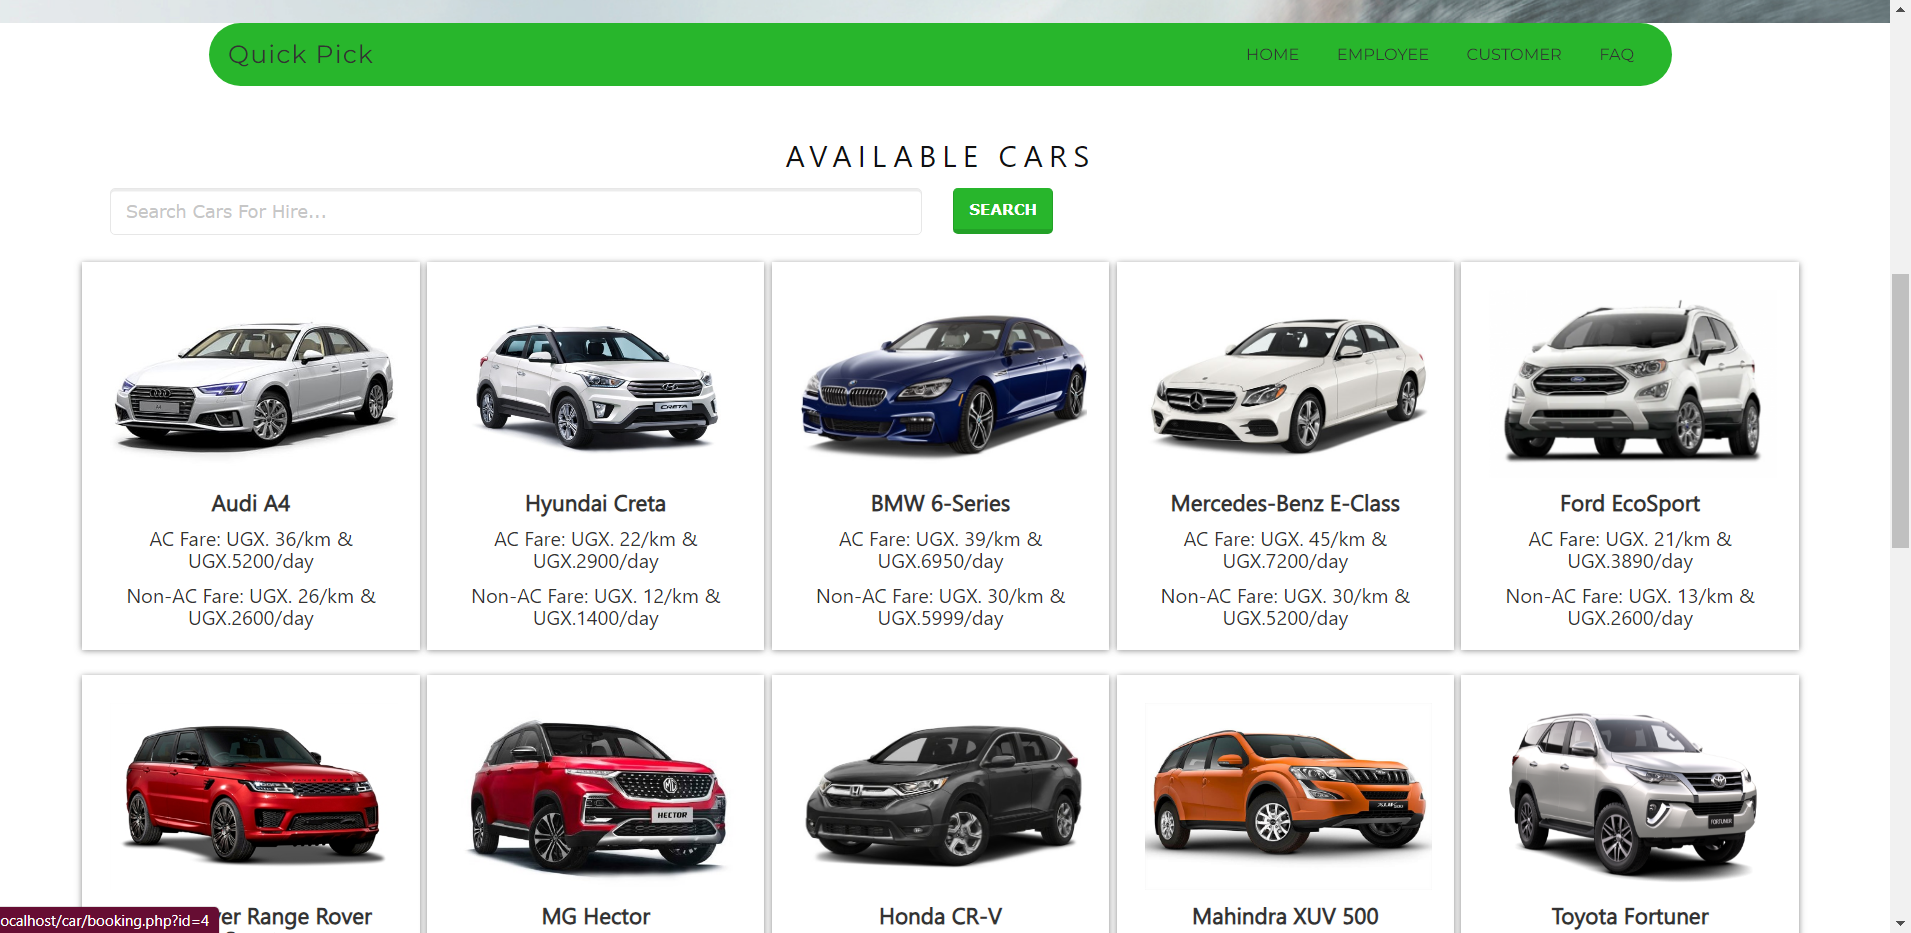 Quick Pick
HOME EMPLOYEE CUSTOMER FAQ
AVAILABLE CARS
Search Cars For Hire...
SEARCH
CRETA
Audi A4
AC Fare: UGX. 36/km &
UGX.5200/day
Non-AC Fare: UGX. 26/km &
UGX.2600/day
Hyundai Creta
AC Fare: UGX. 22/km &
UGX.2900/day
Non-AC Fare: UGX. 12/km &
UGX.1400/day
BMW 6-Series
AC Fare: UGX. 39/km &
UGX.6950/day
Non-AC Fare: UGX. 30/km &
UGX.5999/day
Mercedes-Benz E-Class
AC Fare: UGX. 45/km &
UGX.7200/day
Non-AC Fare: UGX. 30/km &
UGX.5200/day
Ford EcoSport
AC Fare: UGX. 21/km &
UGX.3890/day
Non-AC Fare: UGX. 13/km &
UGX.2600/day
HECTOR
FORTUNER
Range Rover
MG Hector
Honda CR-V
Mahindra XUV 500
Toyota Fortuner
ocalhost/car/booking.php?id=4